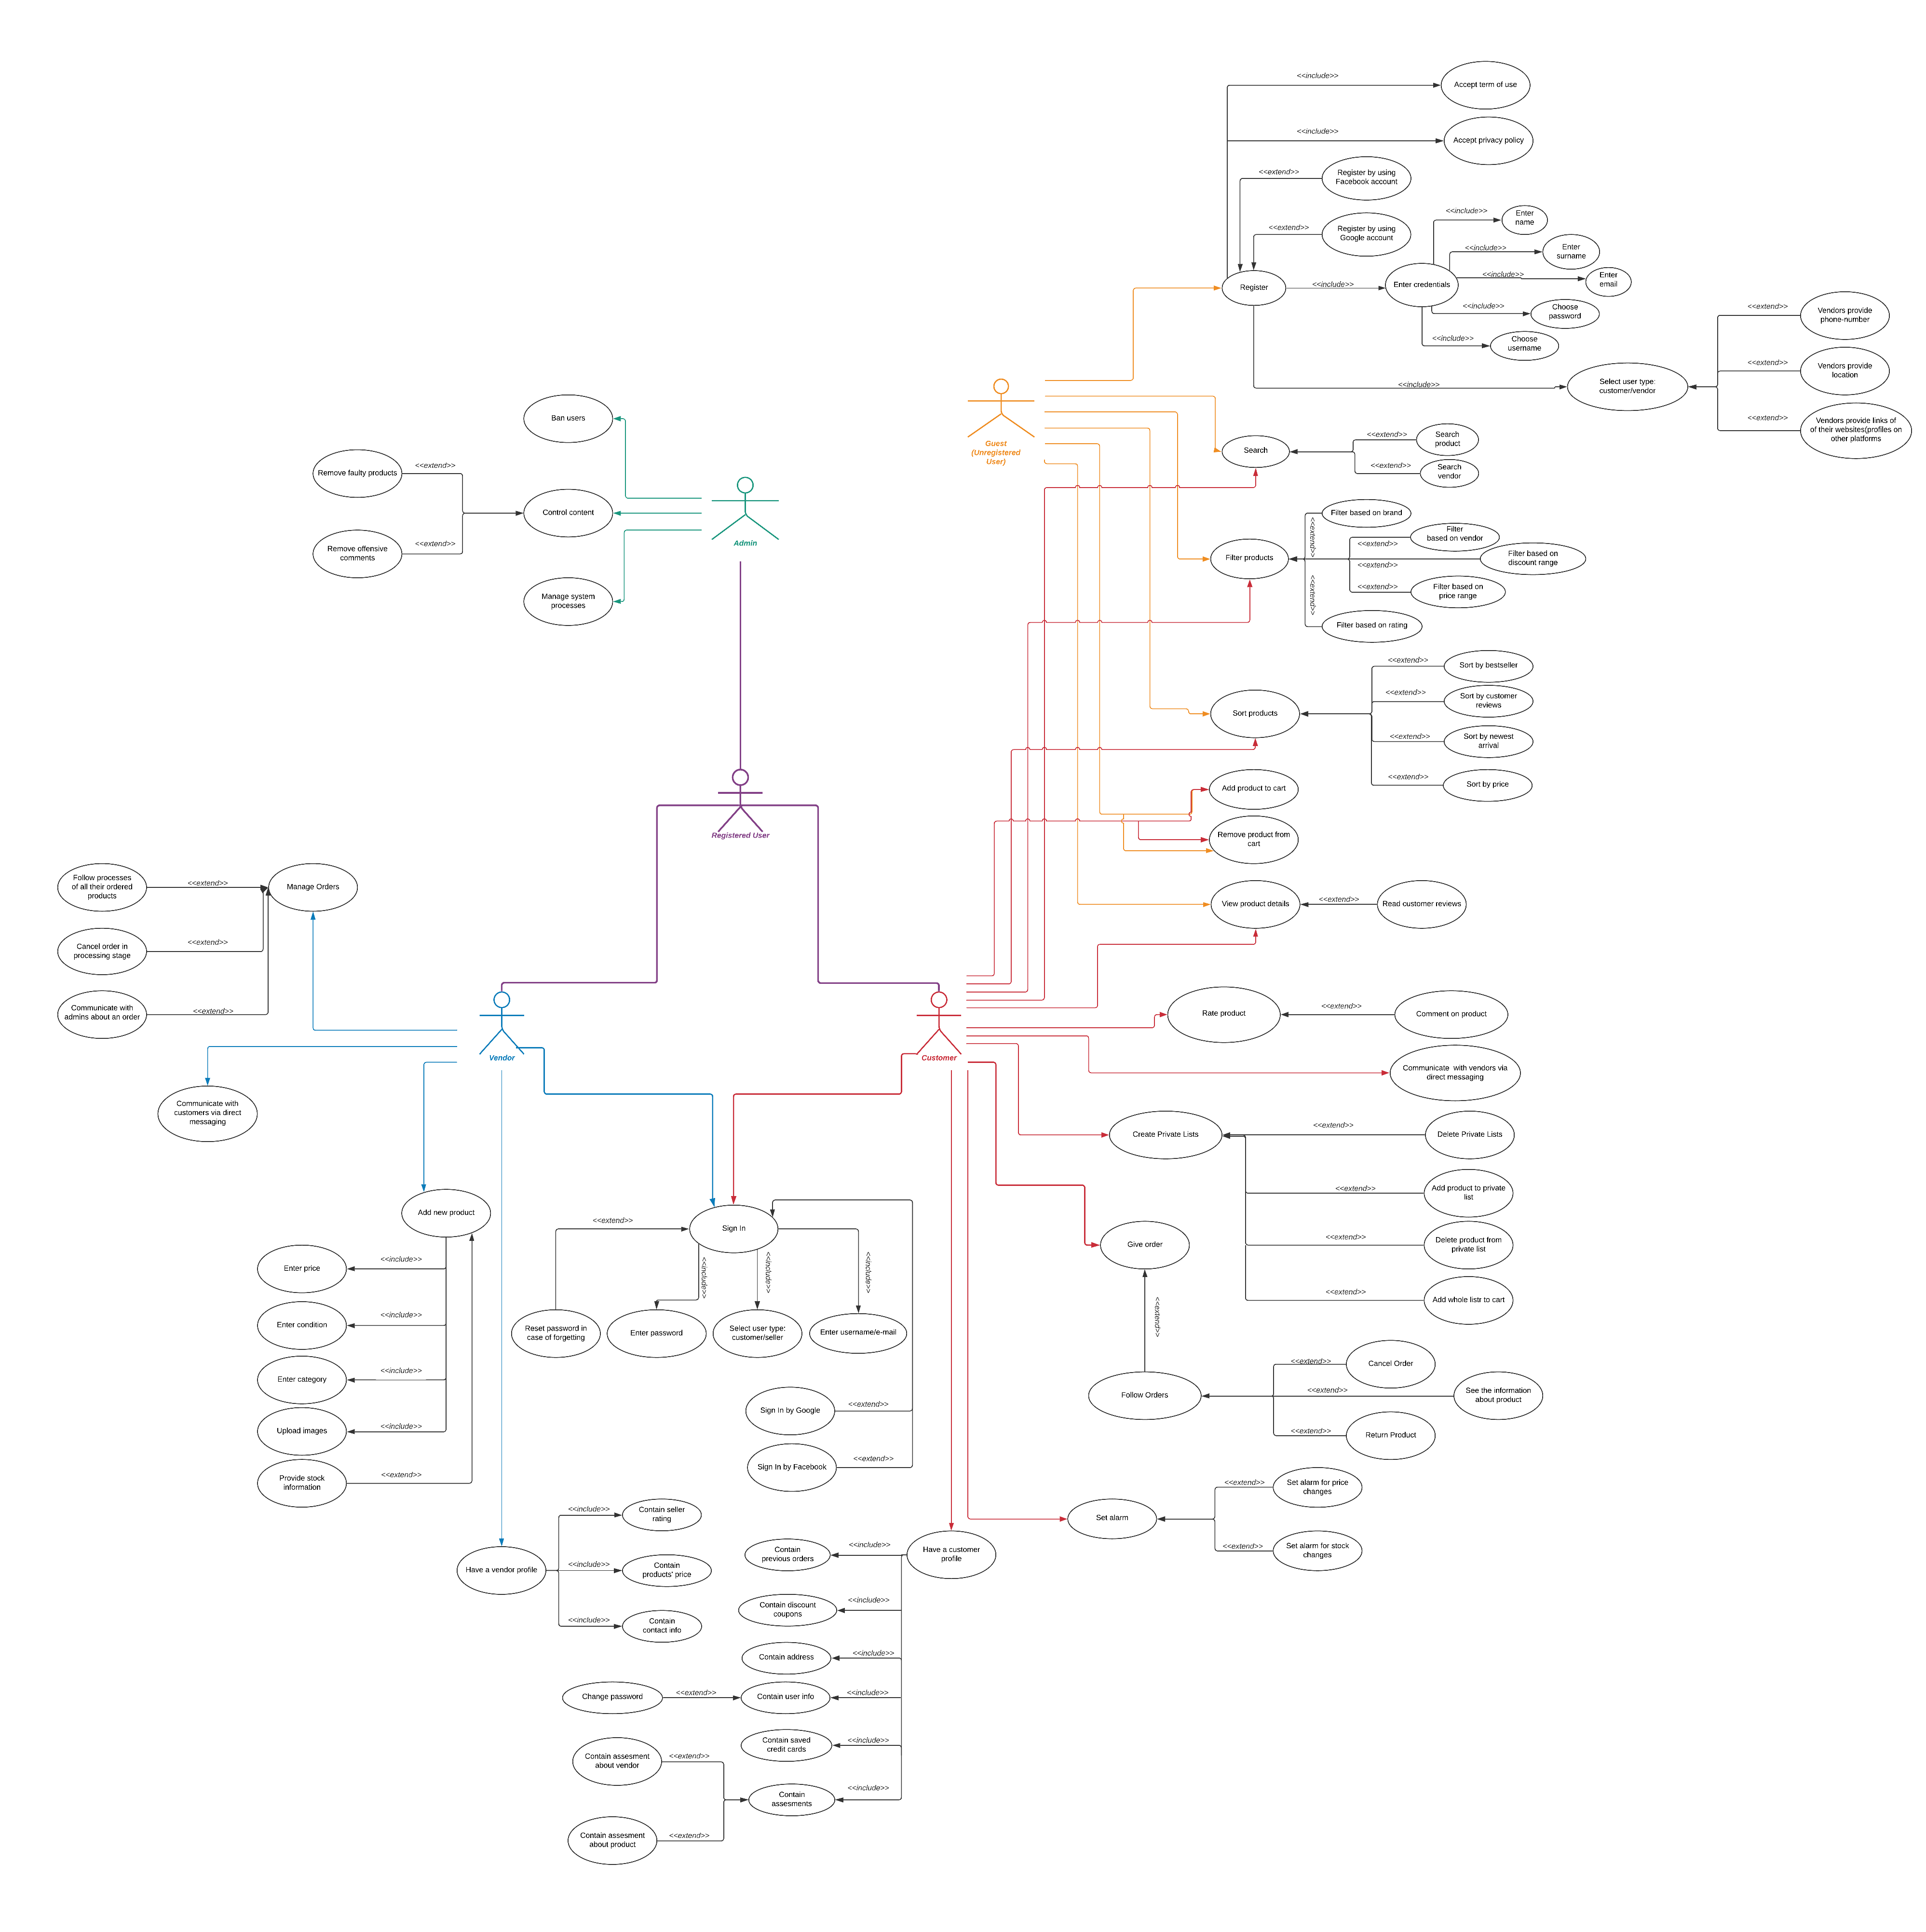 <<include>>
Accept term of use
<<include>>
Accept privacy policy
<<extend>>
Register by using
Facebook account
<<extend>>
Register by using
Google account
Register
<<include>>
Enter credentials
<<include>>
Enter
name
<<include>>
Enter
surname
<<include>>
Enter
email
<<include>>
Choose
password
<<include>>
Choose
username
<<include>>
Select user type:
customer/vendor
<<extend>>
Vendors provide
phone-number
<<extend>>
Vendors provide
location
<<extend>>
Vendors provide links of
of their websites(profiles on
other platforms
Guest
(Unregistered
User)
Search
<<extend>>
Search
product
<<extend>>
Search
vendor
Filter products
<<extend>>
Filter based on brand
<<extend>>
Filter
based on vendor
<<extend>>
Filter based on
discount range
<<extend>>
Filter based on
price range
<<extend>>
Filter based on rating
Sort products
<<extend>>
Sort by bestseller
<<extend>>
Sort by customer
reviews
<<extend>>
Sort by newest
arrival
<<extend>>
Sort by price
Add product to cart
Remove product from
cart
View product details
<<extend>>
Read customer reviews
Ban users
Remove faulty products
<<extend>>
Control content
Remove offensive
comments
<<extend>>
Manage system
processes
Admin
Registered User
Follow processes
of all their ordered
products
<<extend>>
Manage Orders
Cancel order in
processing stage
<<extend>>
Communicate with
admins about an order
<<extend>>
Vendor
Customer
Communicate with
customers via direct
messaging
Rate product
<<extend>>
Comment on product
Communicate  with vendors via
direct messaging
Create Private Lists
<<extend>>
Delete Private Lists
<<extend>>
Add product to private
list
<<extend>>
Delete product from
private list
<<extend>>
Add whole listr to cart
Give order
<<extend>>
Follow Orders
<<extend>>
Cancel Order
<<extend>>
See the information
about product
<<extend>>
Return Product
Set alarm
<<extend>>
Set alarm for price
changes
<<extend>>
Set alarm for stock
changes
Add new product
<<include>>
Enter price
<<include>>
Enter condition
<<include>>
Enter category
<<include>>
Upload images
<<extend>>
Provide stock
information
Sign In
<<extend>>
Reset password in
case of forgetting
<<include>>
Enter password
<<include>>
Select user type:
customer/seller
<<include>>
Enter username/e-mail
Sign In by Google
<<extend>>
Sign In by Facebook
<<extend>>
Have a vendor profile
<<include>>
Contain seller
rating
<<include>>
Contain
products' price
<<include>>
Contain
contact info
Have a customer
profile
<<include>>
Contain
previous orders
<<include>>
Contain discount
coupons
<<include>>
Contain address
<<include>>
Contain user info
<<extend>>
Change password
<<include>>
Contain saved
credit cards
<<include>>
Contain
assesments
<<extend>>
Contain assesment
about vendor
<<extend>>
Contain assesment
about product